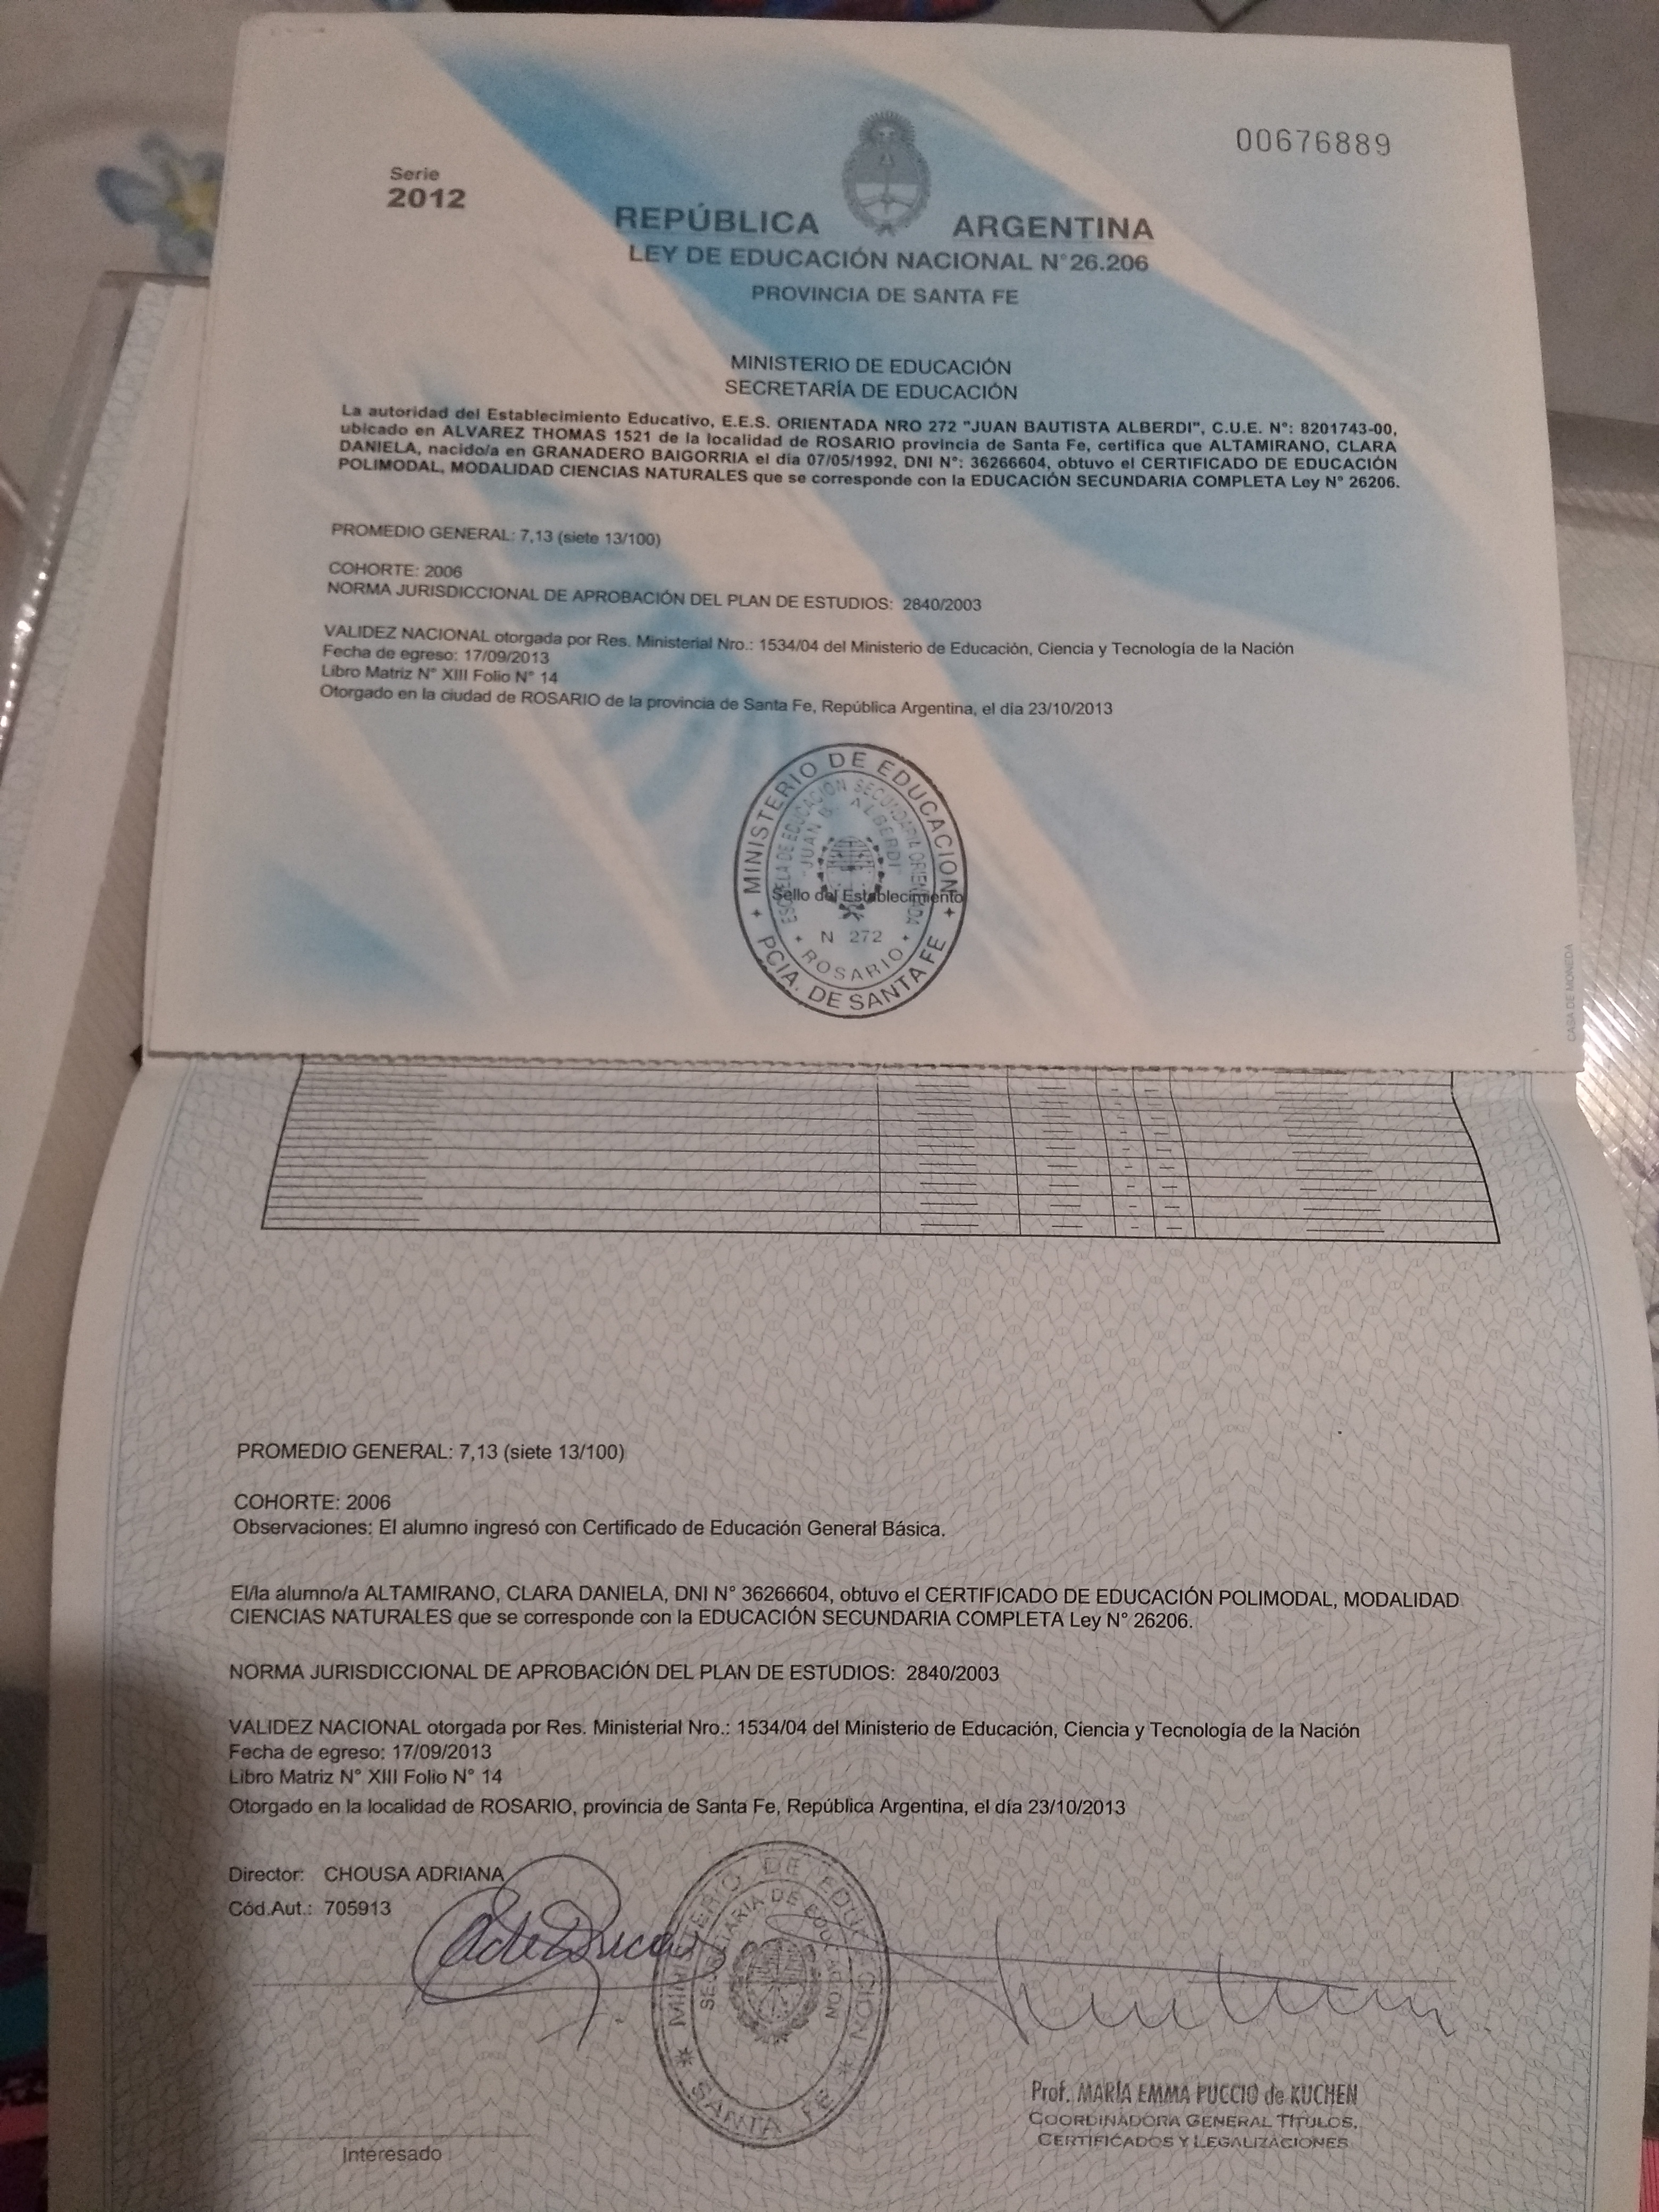 00676889
Serie
2012
REPÚBLICA ARGENTINA
LEY DE EDUCACIÓN NACIONAL N°26.206
PROVINCIA DE SANTA FE
MINISTERIO DE EDUCACIÓN
SECRETARÍA DE EDUCACIÓN
La autoridad del Establecimiento Educativo, E.E.S. ORIENTADA NRO 272 "JUAN BAUTISTA ALBERDI", C.U.E. N°: 8201743-00,
ubicado en ALVAREZ THOMAS 1521 de la localidad de ROSARIO provincia de Santa Fe, certifica que ALTAMIRANO, CLARA
DANIELA, nacido/a en GRANADERO BAIGORRIA el día 07/05/1992, DNI N°: 36266604, obtuvo el CERTIFICADO DE EDUCACIÓN
POLIMODAL, MODALIDAD CIENCIAS NATURALES que se corresponde con la EDUCACIÓN SECUNDARIA COMPLETA Ley N° 26206.
PROMEDIO GENERAL: 7,13 (siete 13/100)
COHORTE: 2006
NORMA JURISDICCIONAL DE APROBACIÓN DEL PLAN DE ESTUDIOS: 2840/2003
VALIDEZ NACIONAL otorgada por Res. Ministerial Nro.: 1534/04 del Ministerio de Educación, Ciencia y Tecnología de la Nación
Fecha de egreso: 17/09/2013
Libro Matriz N° XIII Folio N° 14
Otorgado en la ciudad de ROSARIO de la provincia de Santa Fe, República Argentina, el día 23/10/2013
MINISTERIO DE EDUCACION
ESCUELA DE EDUCACION SECUNDARIA ORIENTADA
JUAN B. ALBERDI
Sello del Establecimiento
N 272
ROSARIO
PCIA. DE SANTA FE
CASA DE MONEDA
PROMEDIO GENERAL: 7,13 (siete 13/100)
COHORTE: 2006
Observaciones: El alumno ingresó con Certificado de Educación General Básica.
El/la alumno/a ALTAMIRANO, CLARA DANIELA, DNI N° 36266604, obtuvo el CERTIFICADO DE EDUCACIÓN POLIMODAL, MODALIDAD
CIENCIAS NATURALES que se corresponde con la EDUCACIÓN SECUNDARIA COMPLETA Ley N° 26206.
NORMA JURISDICCIONAL DE APROBACIÓN DEL PLAN DE ESTUDIOS: 2840/2003
VALIDEZ NACIONAL otorgada por Res. Ministerial Nro.: 1534/04 del Ministerio de Educación, Ciencia y Tecnología de la Nación
Fecha de egreso: 17/09/2013
Libro Matriz N° XIII Folio N° 14
Otorgado en la localidad de ROSARIO, provincia de Santa Fe, República Argentina, el día 23/10/2013
Director: CHOUSA ADRIANA
Cód.Aut.: 705913
MINISTERIO DE EDUCACION
SECRETARIA DE EDUCACION
SANTA FE
Prof. MARÍA EMMA PUCCIO de KUCHEN
COORDINADORA GENERAL TÍTULOS,
CERTIFICADOS Y LEGALIZACIONES
Interesado